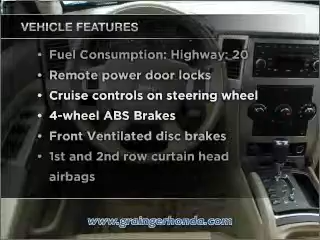 VEHICLE FEATURES
• Fuel Consumption: Highway: 20
• Remote power door locks
• Cruise controls on steering wheel
• 4-wheel ABS Brakes
• Front Ventilated disc brakes
• 1st and 2nd row curtain head
airbags
www.graingerhonda.com